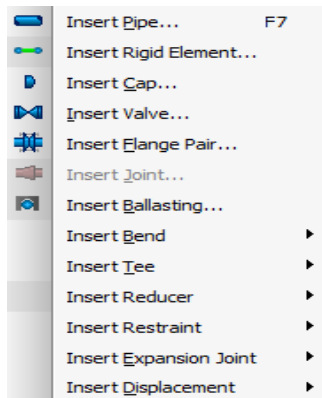 Insert Pipe... F7
Insert Rigid Element...
Insert Cap...
Insert Valve...
Insert Flange Pair...
Insert Joint...
Insert Ballasting...
Insert Bend
Insert Tee
Insert Reducer
Insert Restraint
Insert Expansion Joint
Insert Displacement